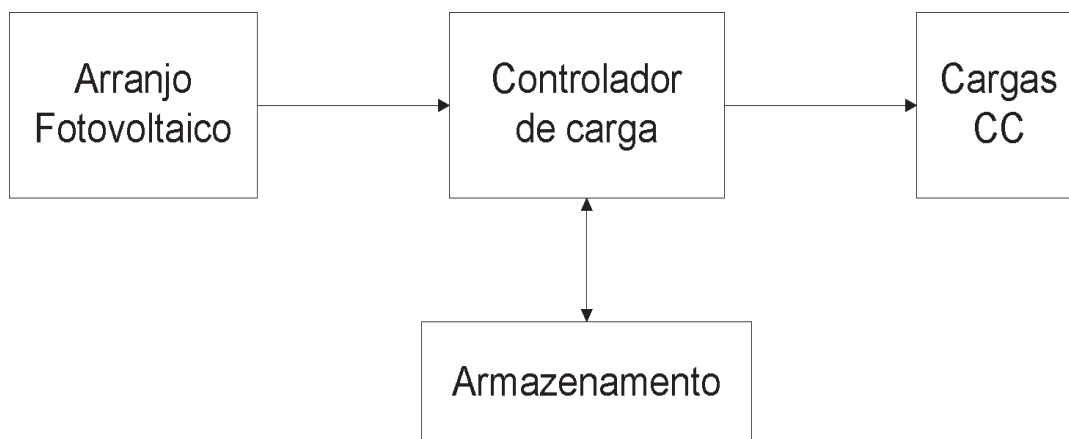 Arranjo
Fotovoltaico
Controlador
de carga
Cargas
CC
Armazenamento